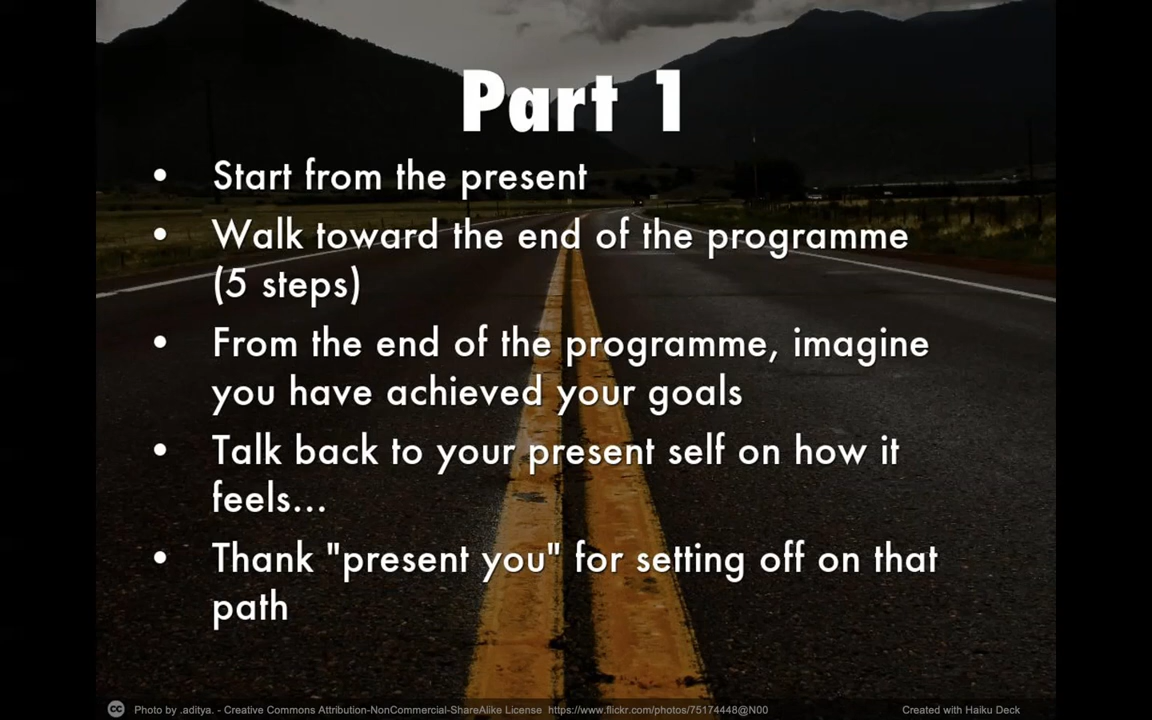 Part 1
• Start from the present
• Walk toward the end of the programme
(5 steps)
• From the end of the programme, imagine
you have achieved your goals
• Talk back to your present self on how it
feels...
• Thank "present you" for setting off on that
path
cc Photo by .aditya. - Creative Commons Attribution-NonCommercial-ShareAlike License https://www.flickr.com/photos/75174448@N00 Created with Haiku Deck